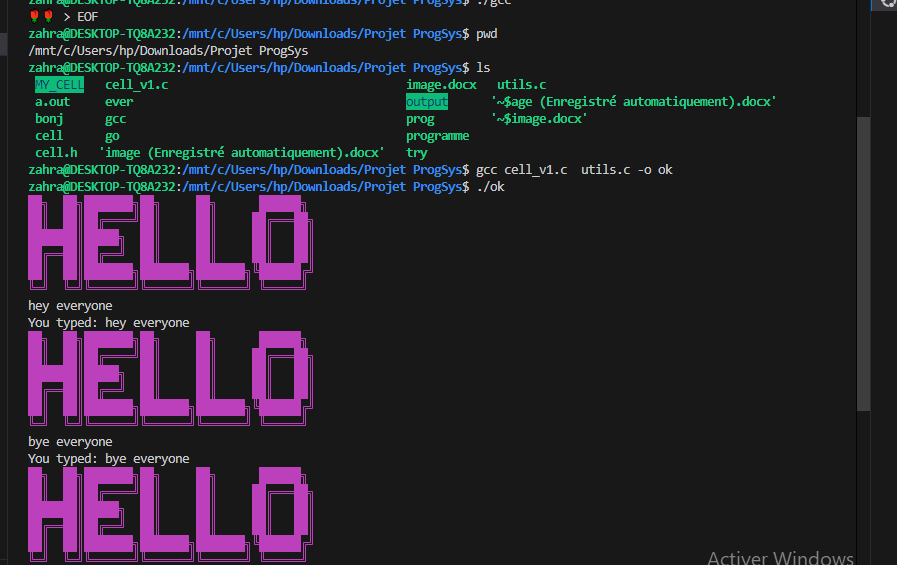 zahra@DESKTOP-TQ8A232:/mnt/c/Users/hp/Downloads/Projet ProgSys$ ./gcc
🌹🌹 > EOF
zahra@DESKTOP-TQ8A232:/mnt/c/Users/hp/Downloads/Projet ProgSys$ pwd
/mnt/c/Users/hp/Downloads/Projet ProgSys
zahra@DESKTOP-TQ8A232:/mnt/c/Users/hp/Downloads/Projet ProgSys$ ls
MY_CELL cell_v1.c image.docx utils.c
a.out ever output '~$age (Enregistré automatiquement).docx'
bonj gcc prog '~$image.docx'
cell go programme
cell.h 'image (Enregistré automatiquement).docx' try
zahra@DESKTOP-TQ8A232:/mnt/c/Users/hp/Downloads/Projet ProgSys$ gcc cell_v1.c  utils.c -o ok
zahra@DESKTOP-TQ8A232:/mnt/c/Users/hp/Downloads/Projet ProgSys$ ./ok
HELLO
hey everyone
You typed: hey everyone
HELLO
bye everyone
You typed: bye everyone
HELLO
Activer Windows